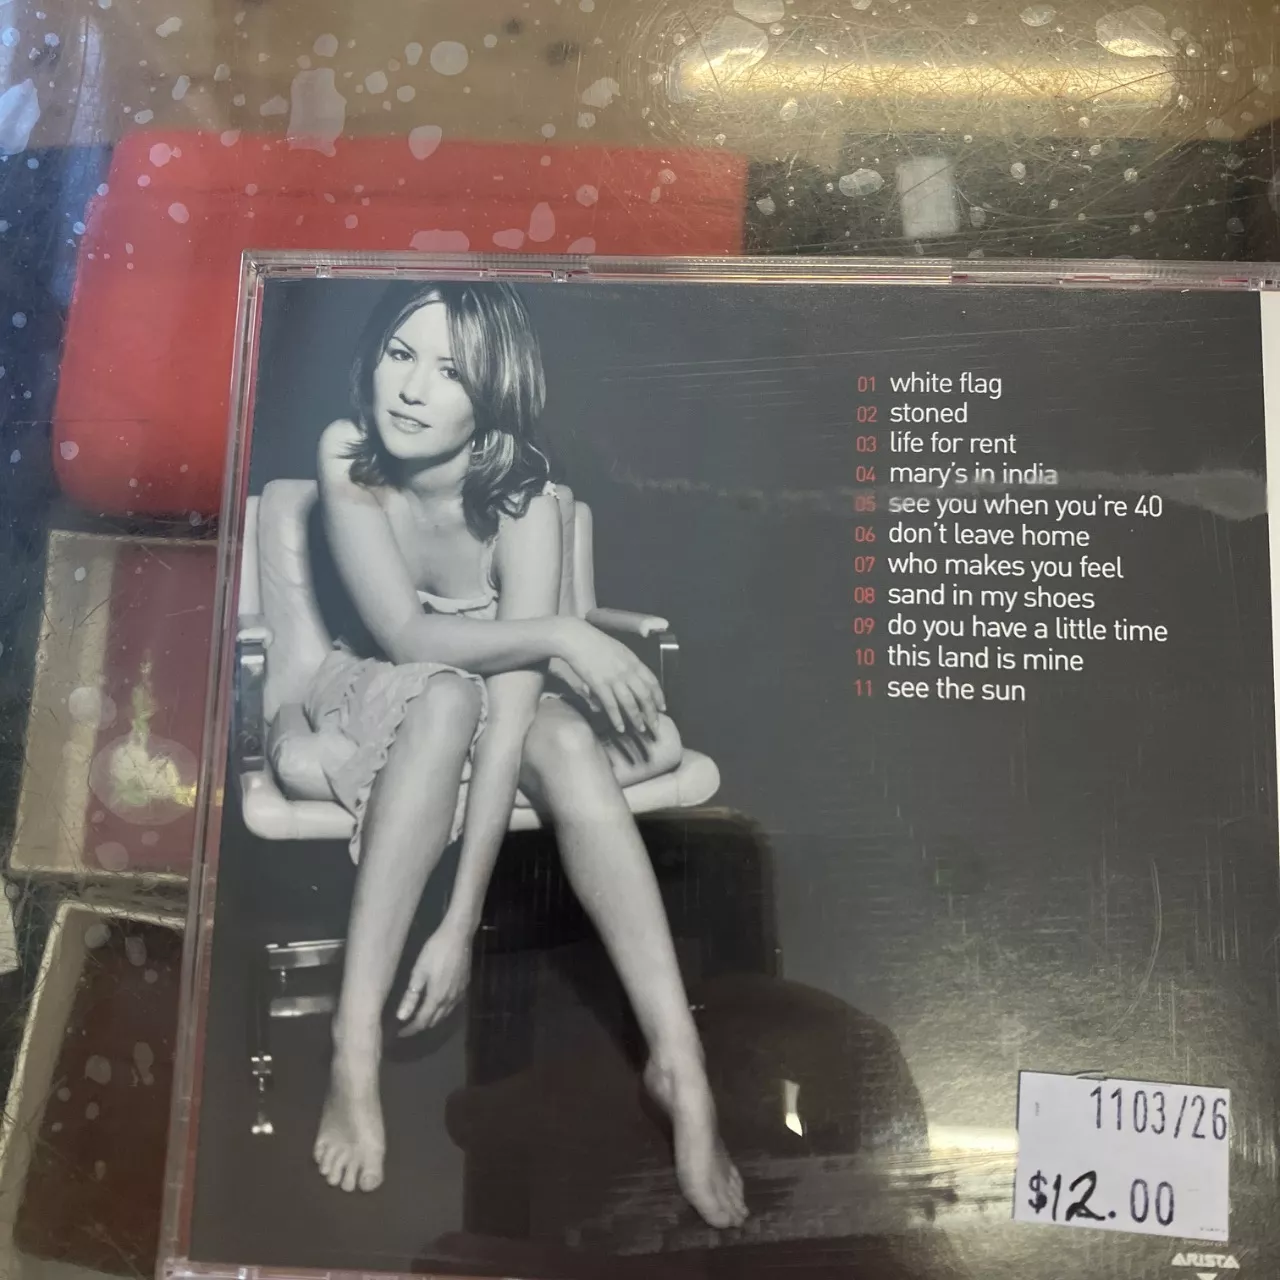 01 white flag
02 stoned
03 life for rent
04 mary's in india
05 see you when you're 40
06 don't leave home
07 who makes you feel
08 sand in my shoes
09 do you have a little time
10 this land is mine
11 see the sun
1103/26
$12.00
ARISTA